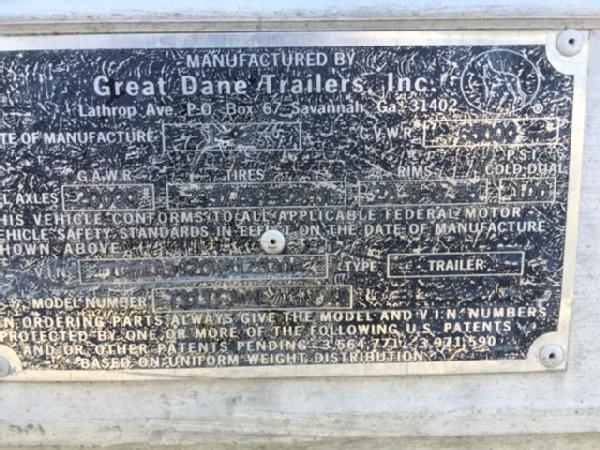 MANUFACTURED BY
Great Dane Trailers, Inc.
Lathrop Ave. P.O. Box 67 Savannah, Ga. 31402
ATE OF MANUFACTURE G.V.W.R. 65000
G.A.W.R. TIRES RIMS P.S.I. COLD-DUAL
L AXLES 20000 100
HIS VEHICLE CONFORMS TO ALL APPLICABLE FEDERAL MOTOR
EHICLE SAFETY STANDARDS IN EFFECT ON THE DATE OF MANUFACTURE
HOWN ABOVE.
V.I.N. TYPE TRAILER
MODEL NUMBER
N ORDERING PARTS ALWAYS GIVE THE MODEL AND V.I.N. NUMBERS
PROTECTED BY ONE OR MORE OF THE FOLLOWING U.S. PATENTS
AND/OR OTHER PATENTS PENDING: 3,564,771; 3,971,590
BASED ON UNIFORM WEIGHT DISTRIBUTION